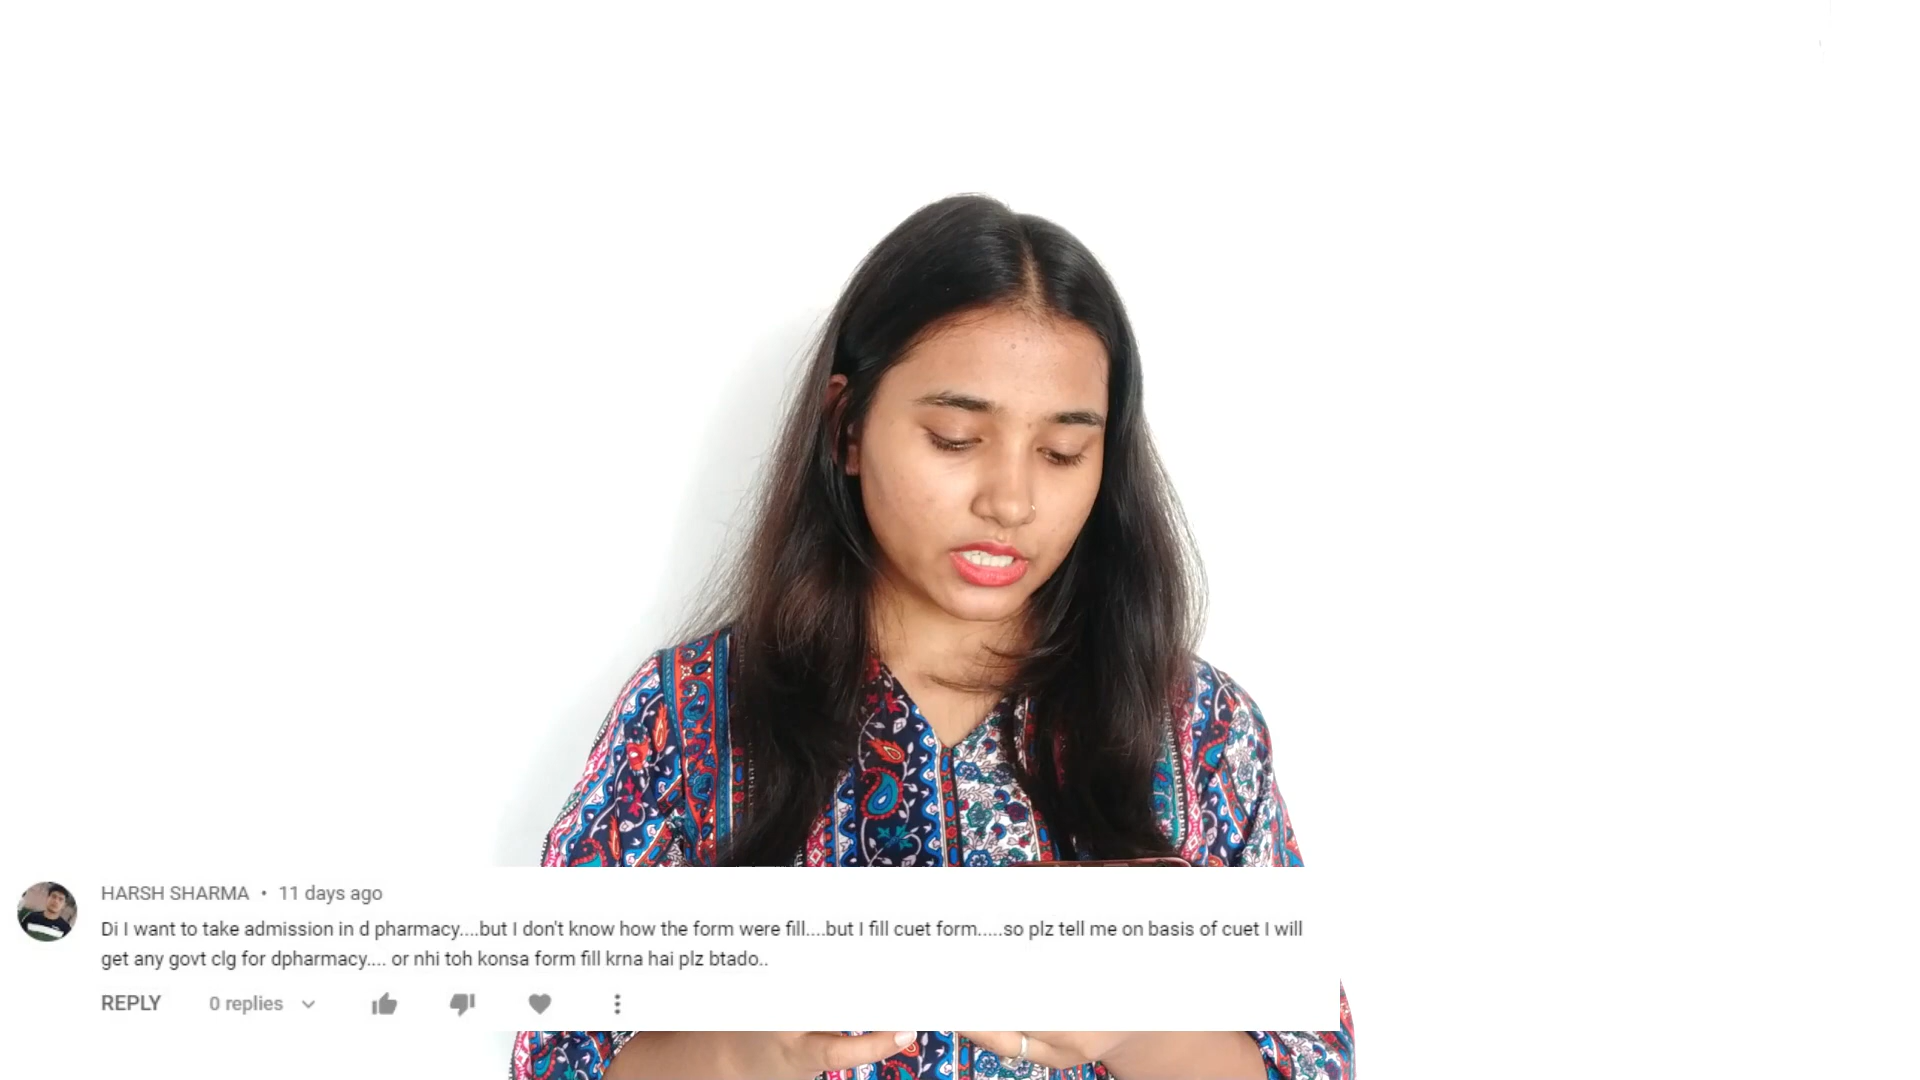 HARSH SHARMA • 11 days ago
Di I want to take admission in d pharmacy....but I don't know how the form were fill....but I fill cuet form.....so plz tell me on basis of cuet I will
get any govt clg for dpharmacy.... or nhi toh konsa form fill krna hai plz btado..
REPLY 0 replies